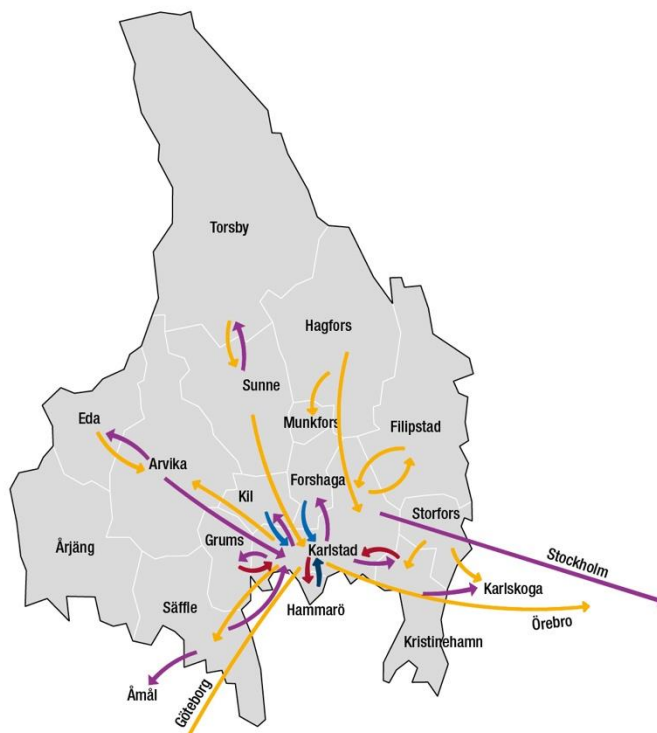 Torsby
Hagfors
Sunne
Munkfors
Filipstad
Eda
Arvika
Kil
Forshaga
Storfors
Årjäng
Grums
Karlstad
Stockholm
Karlskoga
Säffle
Hammarö
Örebro
Kristinehamn
Åmål
Göteborg